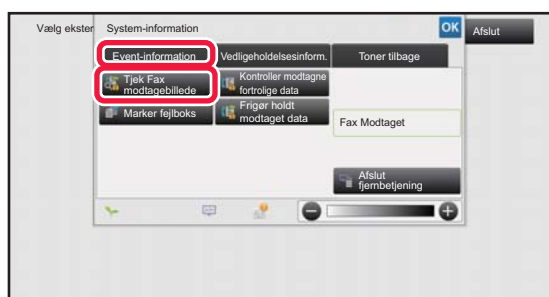 Vælg ekster
System-information
OK
Afslut
Event-information
Vedligeholdelsesinform.
Toner tilbage
Tjek Fax
modtagebillede
Kontroller modtagne
fortrolige data
Marker fejlboks
Frigør holdt
modtaget data
Fax Modtaget
Afslut
fjernbetjening